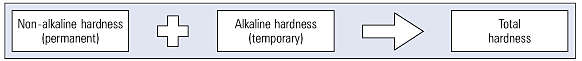 Non-alkaline hardness
(permanent)
Alkaline hardness
(temporary)
Total
hardness